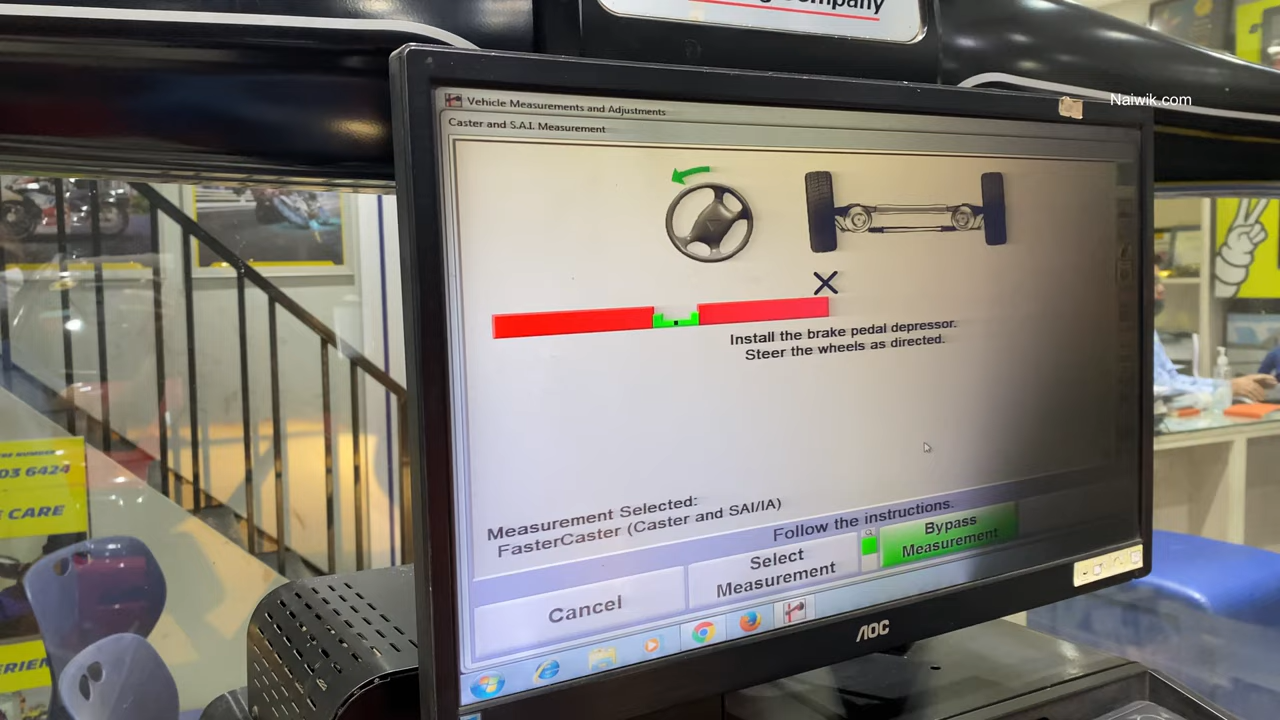 Company
Naiwik.com
Vehicle Measurements and Adjustments
Caster and S.A.I. Measurement
Install the brake pedal depressor.
Steer the wheels as directed.
Measurement Selected:
FasterCaster (Caster and SAI/IA)
Follow the instructions.
Cancel
Select
Measurement
Bypass
Measurement
AOC
NUMBER
03 6424
CARE